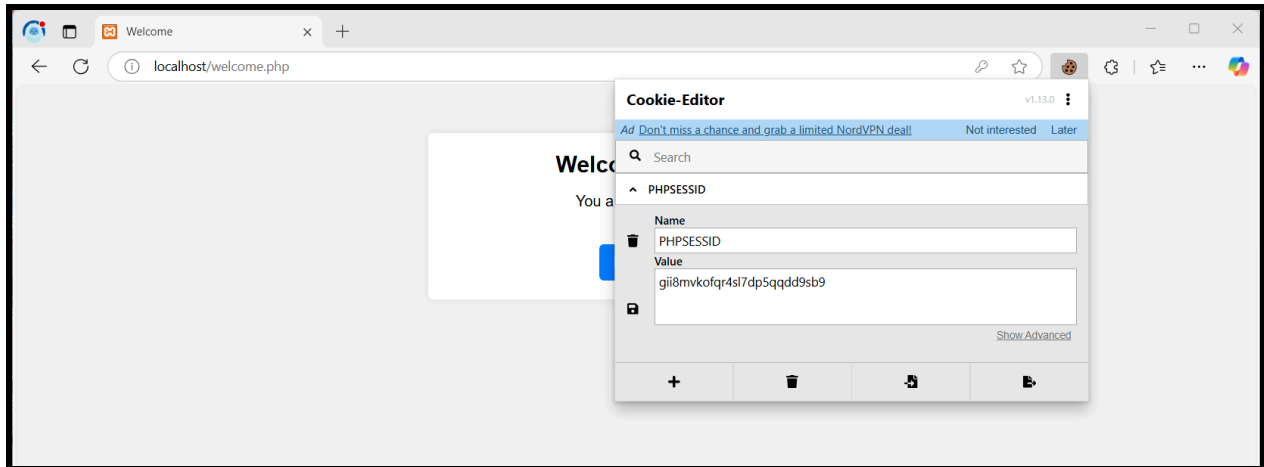 Welcome
localhost/welcome.php
Cookie-Editor
v1.13.0
Ad Don't miss a chance and grab a limited NordVPN deal!
Not interested Later
Search
You a
PHPSESSID
Name
PHPSESSID
Value
gii8mvkofqr4sl7dp5qqdd9sb9
Show Advanced